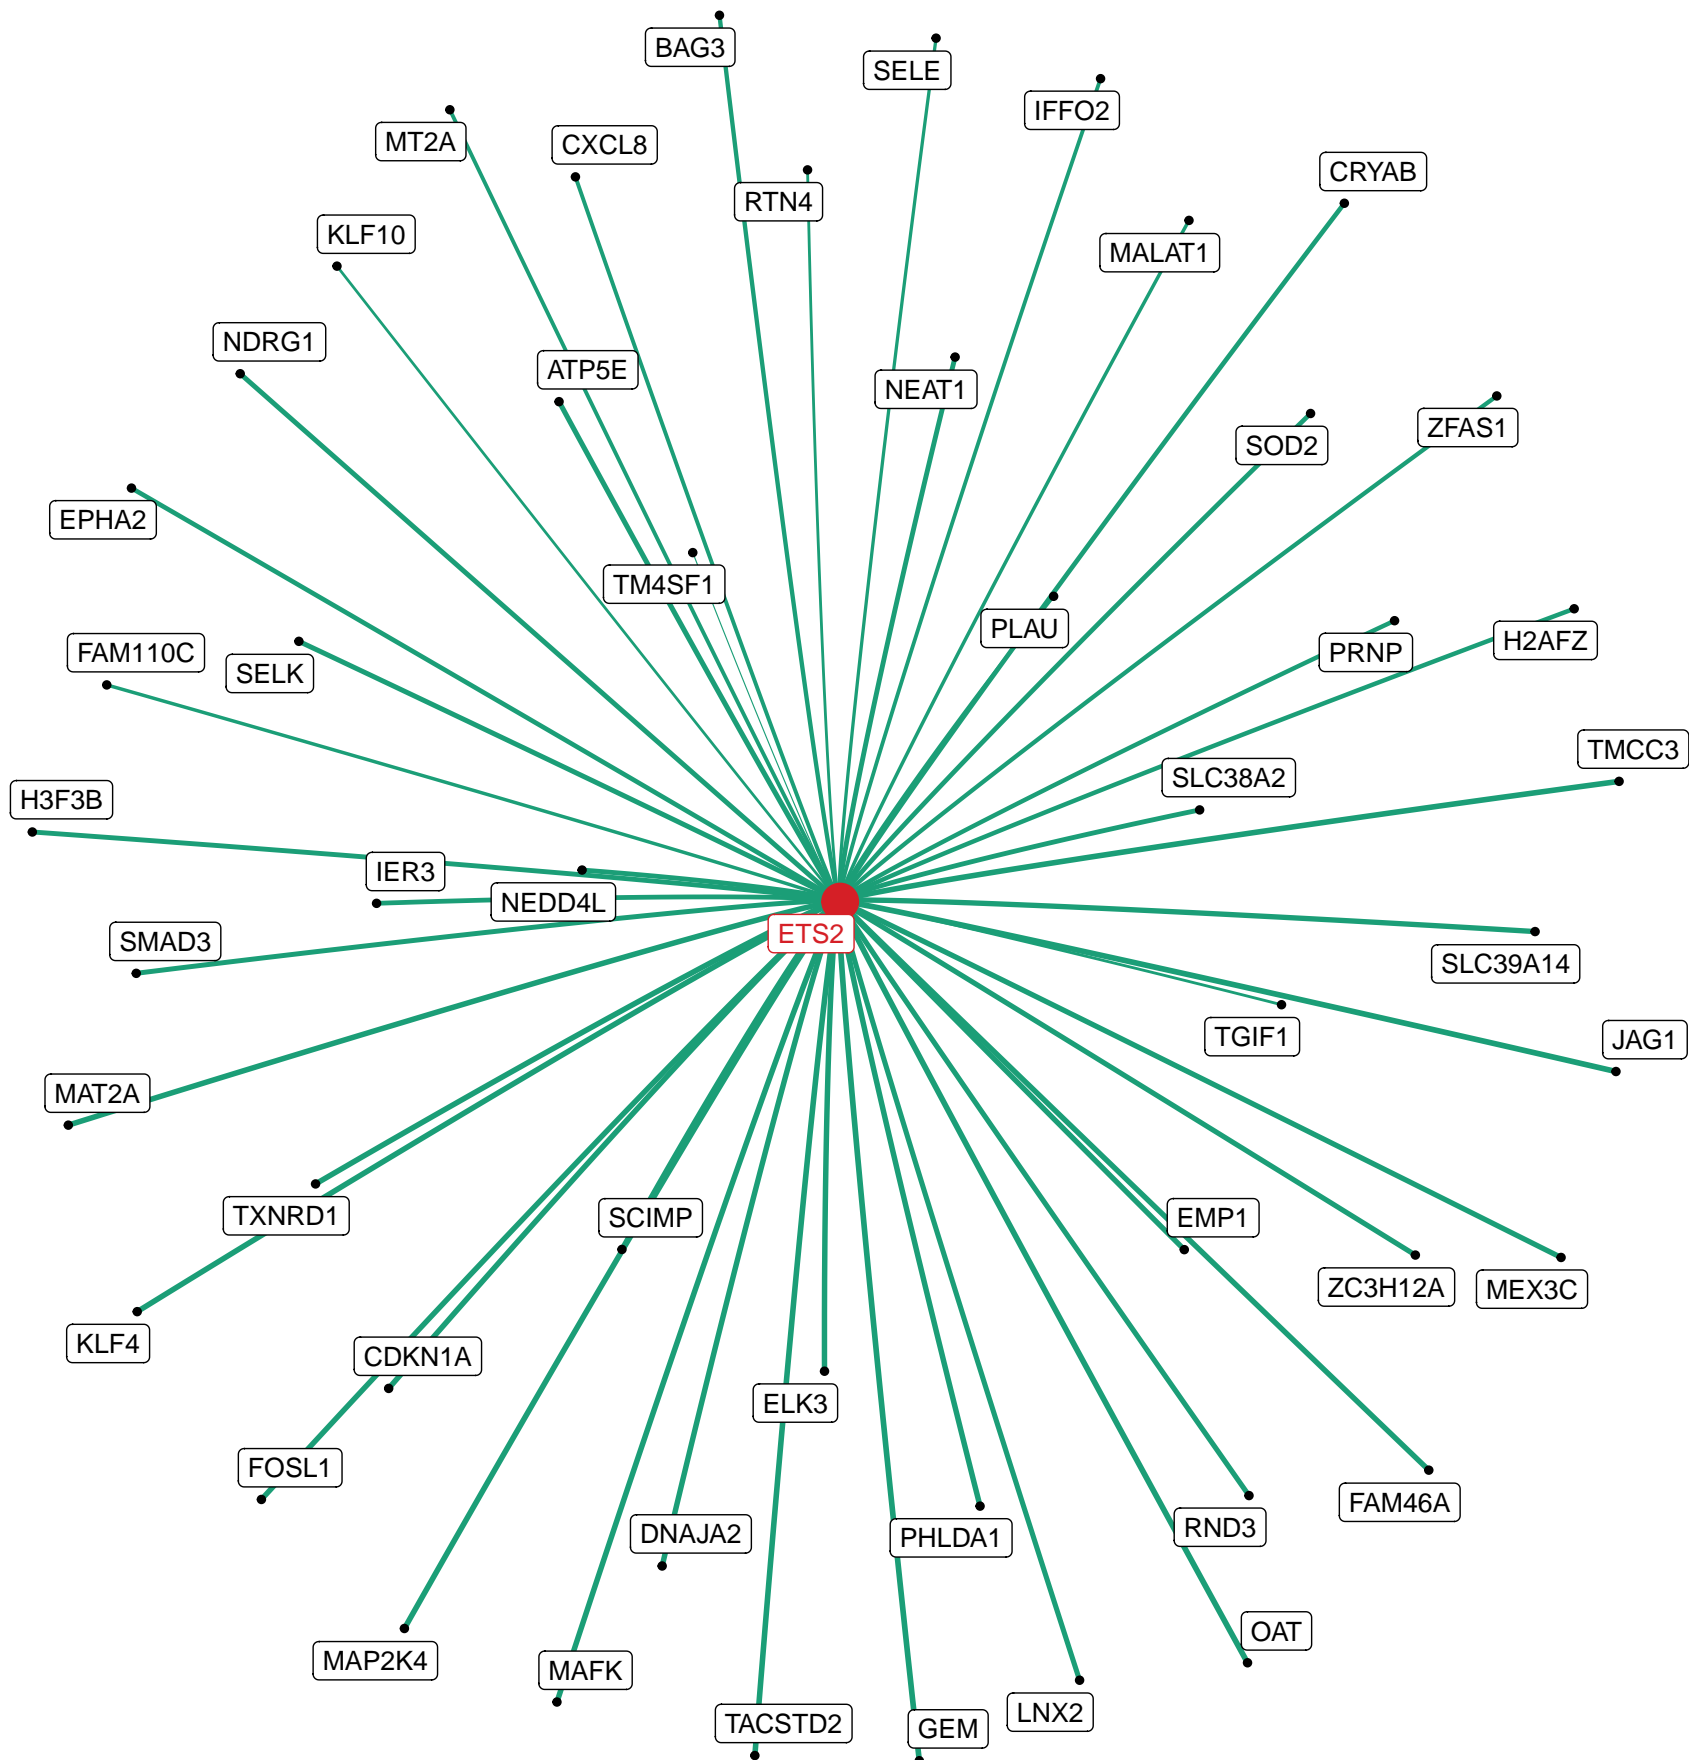 BAG3
SELE
IFFO2
MT2A
CXCL8
CRYAB
RTN4
KLF10
MALAT1
NDRG1
ATP5E
NEAT1
ZFAS1
SOD2
EPHA2
TM4SF1
PLAU
H2AFZ
FAM110C
PRNP
SELK
TMCC3
SLC38A2
H3F3B
IER3
NEDD4L
ETS2
SMAD3
SLC39A14
TGIF1
JAG1
MAT2A
TXNRD1
SCIMP
EMP1
ZC3H12A
MEX3C
KLF4
CDKN1A
ELK3
FOSL1
FAM46A
RND3
DNAJA2
PHLDA1
OAT
MAP2K4
MAFK
LNX2
TACSTD2
GEM